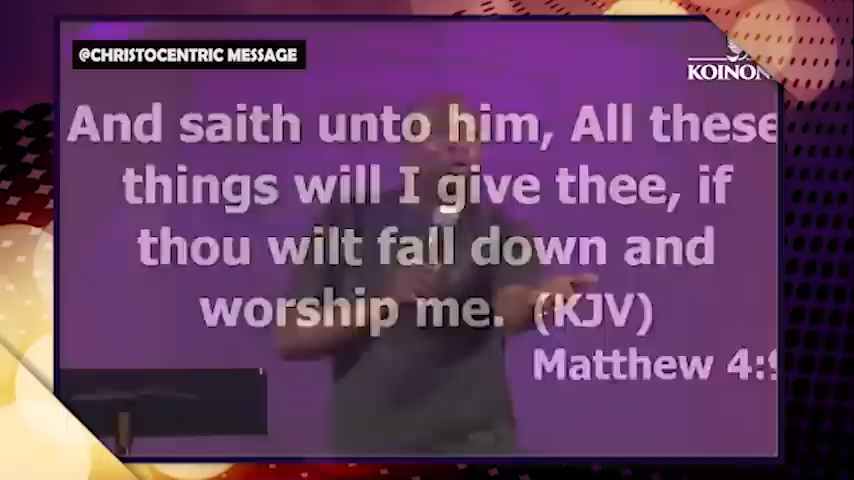 @CHRISTOCENTRIC MESSAGE
KOINON
And saith unto him, All these
things will I give thee, if
thou wilt fall down and
worship me. (KJV)
Matthew 4:9